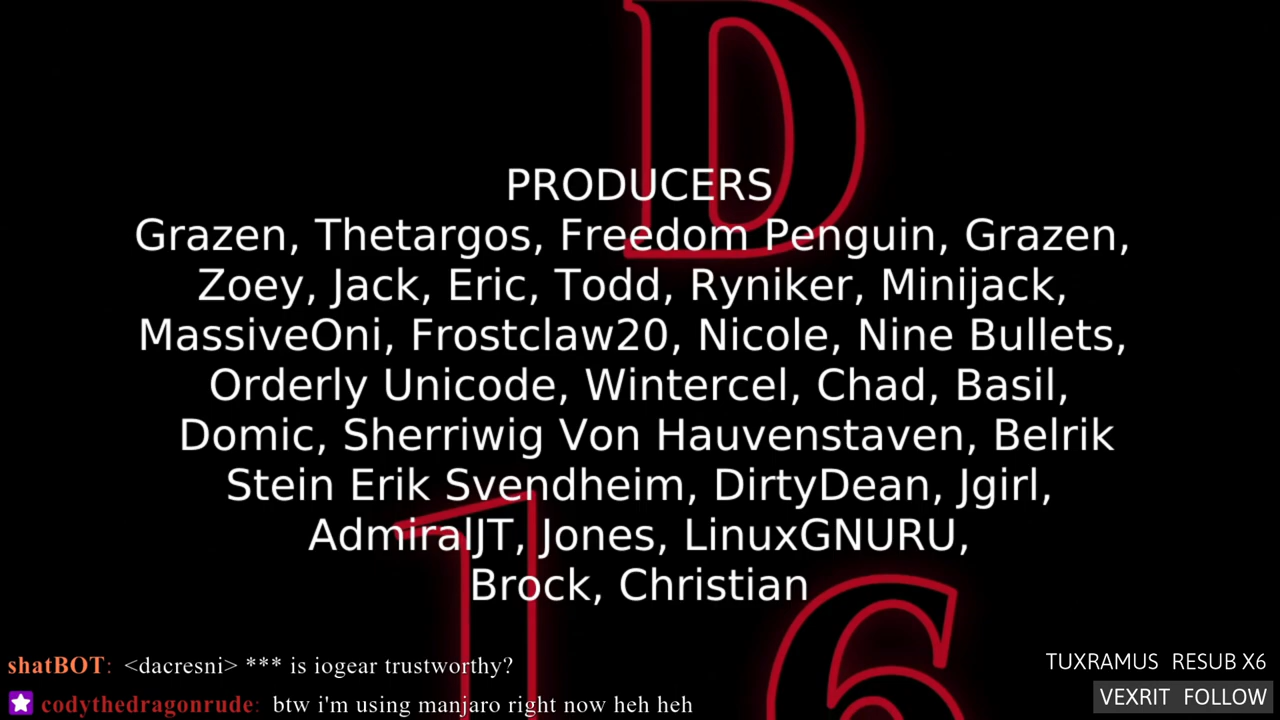 D
PRODUCERS
Grazen, Thetargos, Freedom Penguin, Grazen,
Zoey, Jack, Eric, Todd, Ryniker, Minijack,
MassiveOni, Frostclaw20, Nicole, Nine Bullets,
Orderly Unicode, Wintercel, Chad, Basil,
Domic, Sherriwig Von Hauvenstaven, Belrik
Stein Erik Svendheim, DirtyDean, Jgirl,
AdmiralJT, Jones, LinuxGNURU,
Brock, Christian
16
shatBOT: <dacresni> *** is iogear trustworthy?
codythedragonrude: btw i'm using manjaro right now heh heh
TUXRAMUS RESUB X6
VEXRIT FOLLOW